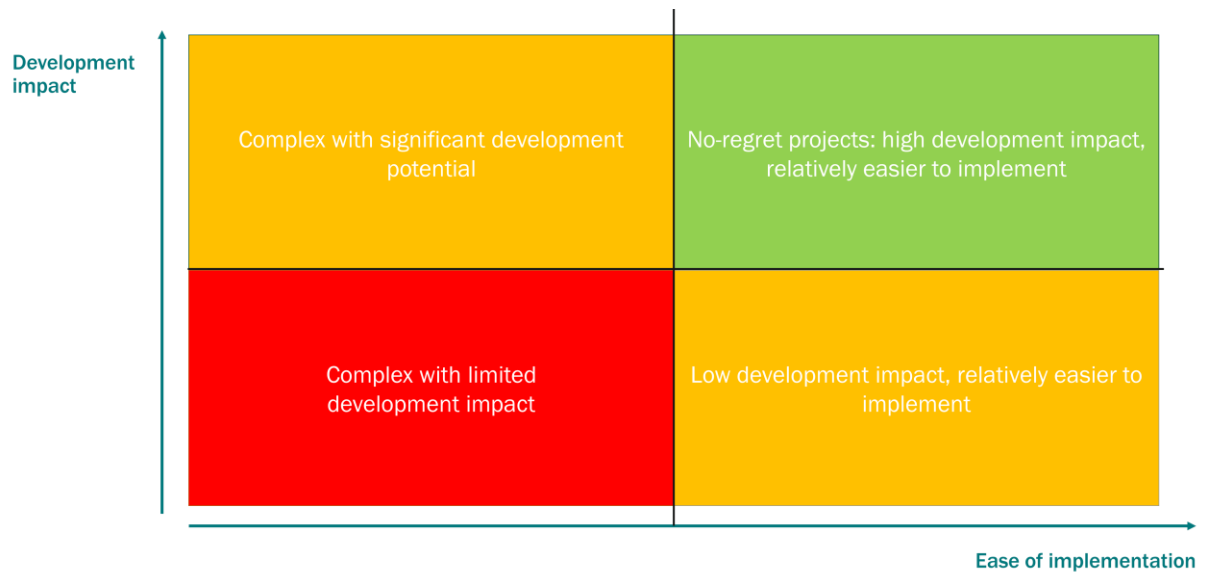 Development
impact
Complex with significant development
potential
No-regret projects: high development impact,
relatively easier to implement
Complex with limited
development impact
Low development impact, relatively easier to
implement
Ease of implementation